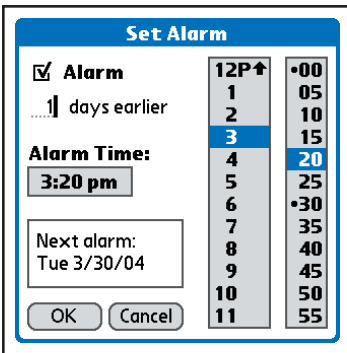 Set Alarm
Alarm
1 days earlier
Alarm Time:
3:20 pm
Next alarm:
Tue 3/30/04
OK Cancel
12P
1
2
3
4
5
6
7
8
9
10
11
•00
05
10
15
20
25
•30
35
40
45
50
55